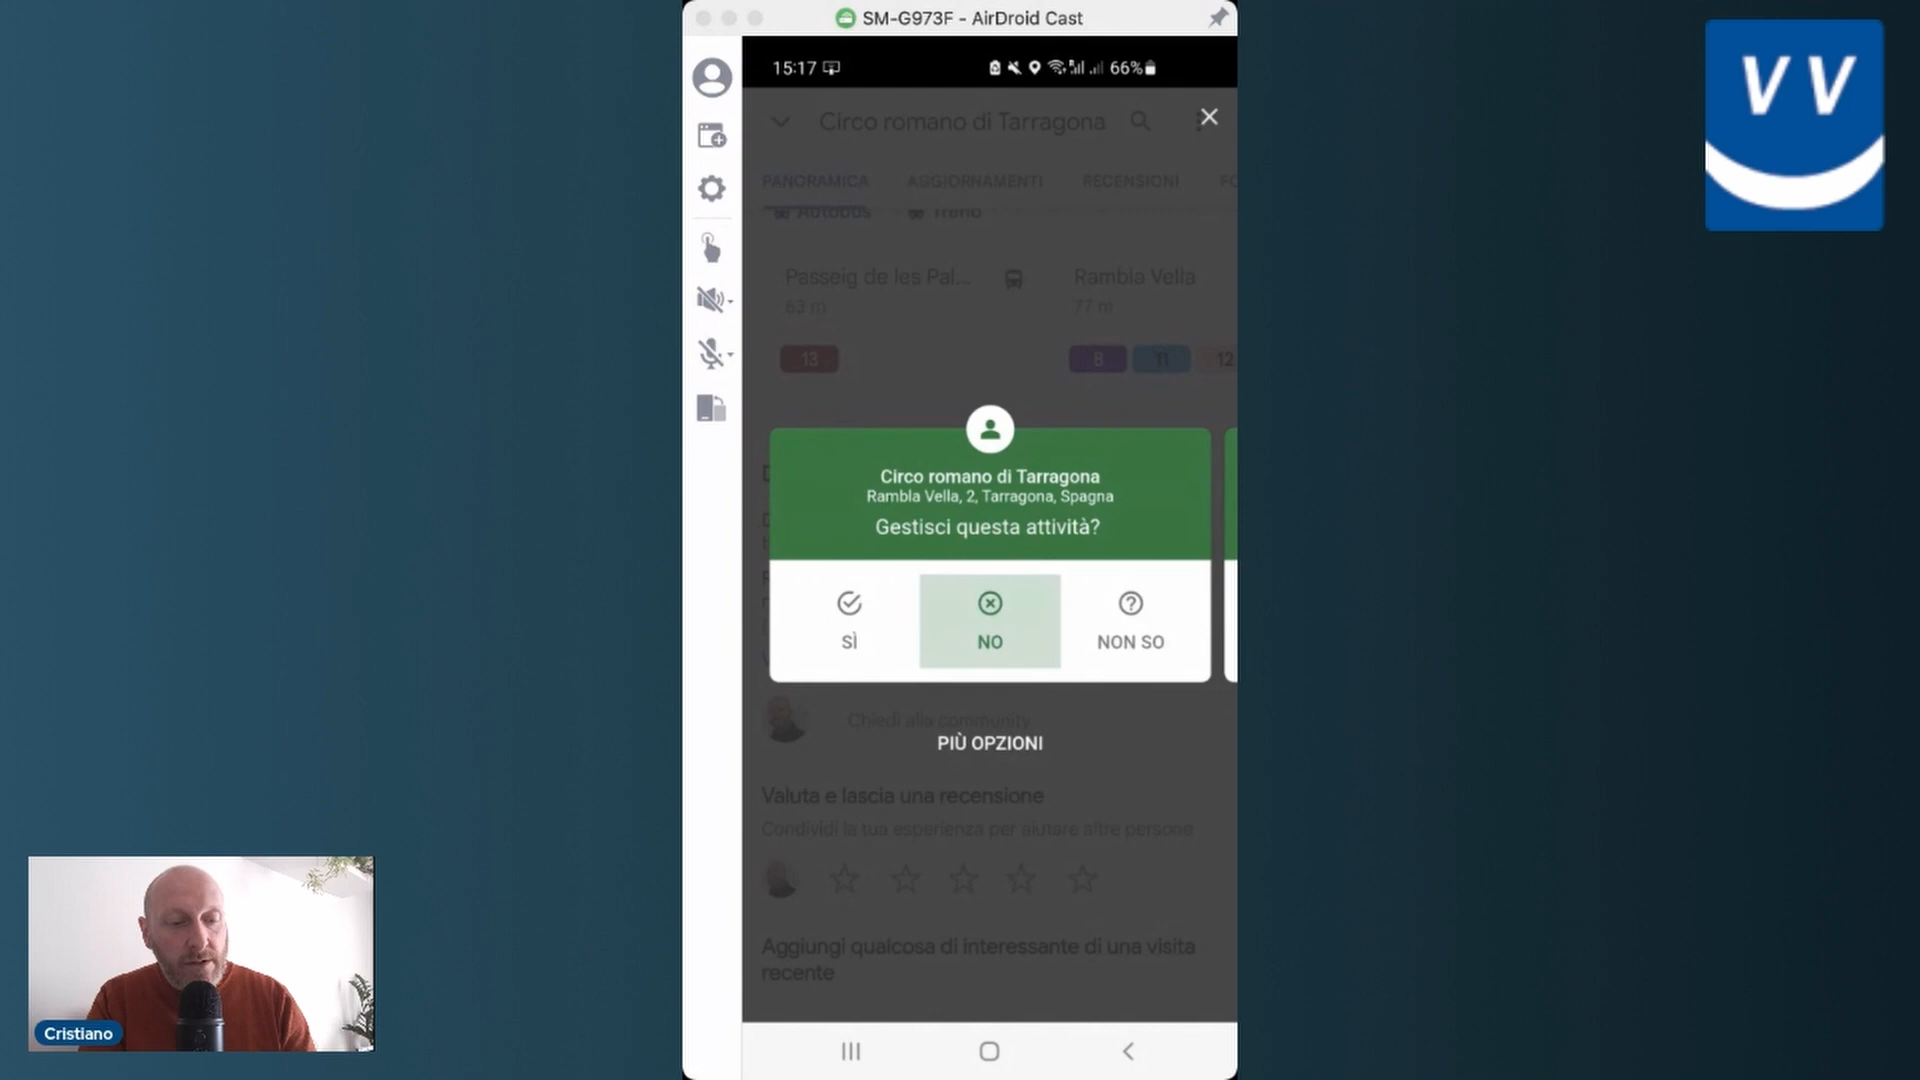 SM-G973F - AirDroid Cast
15:17
66%
Circo romano di Tarragona
PANORAMICA AGGIORNAMENTI RECENSIONI FO
Autobus Treno
Passeig de les Pal... Rambla Vella
63 m 77 m
13 8 11 12
Circo romano di Tarragona
Rambla Vella, 2, Tarragona, Spagna
Gestisci questa attività?
SÌ NO NON SO
Chiedi alla community
PIÙ OPZIONI
Valuta e lascia una recensione
Condividi la tua esperienza per aiutare altre persone
Aggiungi qualcosa di interessante di una visita
recente
Cristiano
VV